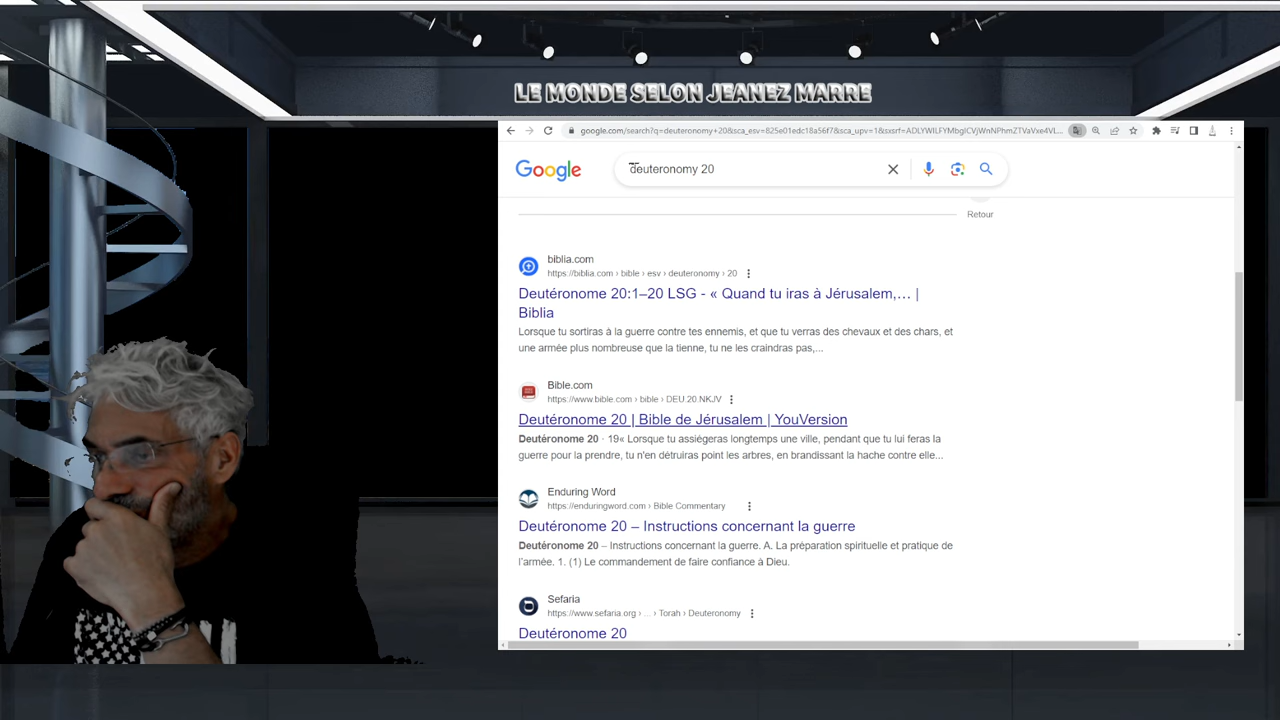 LE MONDE SELON JEANEZ MARRE
google.com/search?q=deuteronomy+20&sca_esv=825e01edc18a56f7&sca_upv=1&sxsrf=ADLYWILFYMbgICVjWnNPhmZTVaVxe4VL...
Google
deuteronomy 20
Retour
biblia.com
https://biblia.com › bible › esv › deuteronomy › 20
Deutéronome 20:1–20 LSG - « Quand tu iras à Jérusalem,… |
Biblia
Lorsque tu sortiras à la guerre contre tes ennemis, et que tu verras des chevaux et des chars, et
une armée plus nombreuse que la tienne, tu ne les craindras pas,...
Bible.com
https://www.bible.com › bible › DEU.20.NKJV
Deutéronome 20 | Bible de Jérusalem | YouVersion
Deutéronome 20 · 19« Lorsque tu assiégeras longtemps une ville, pendant que tu lui feras la
guerre pour la prendre, tu n'en détruiras point les arbres, en brandissant la hache contre elle...
Enduring Word
https://enduringword.com › Bible Commentary
Deutéronome 20 – Instructions concernant la guerre
Deutéronome 20 – Instructions concernant la guerre. A. La préparation spirituelle et pratique de
l'armée. 1. (1) Le commandement de faire confiance à Dieu.
Sefaria
https://www.sefaria.org › ... › Torah › Deuteronomy
Deutéronome 20